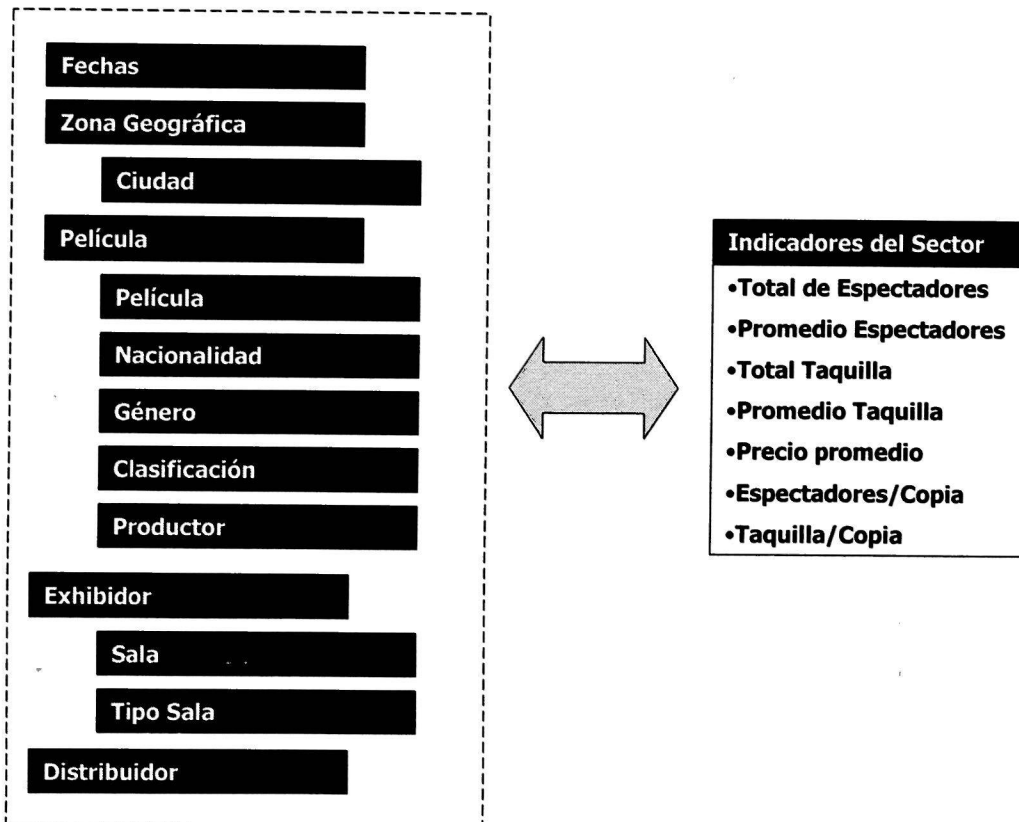 Fechas
Zona Geográfica
Ciudad
Película
Película
Nacionalidad
Género
Clasificación
Productor
Exhibidor
Sala
Tipo Sala
Distribuidor
Indicadores del Sector
•Total de Espectadores
•Promedio Espectadores
•Total Taquilla
•Promedio Taquilla
•Precio promedio
•Espectadores/Copia
•Taquilla/Copia